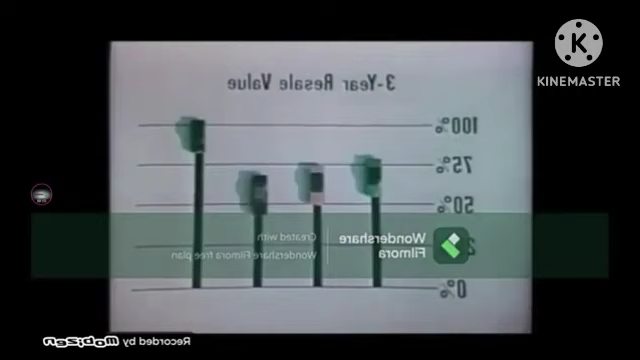 KINEMASTER
3-Year Resale Value
100%
75%
50%
2
0%
Wondershare
Filmora
Created with
Wondershare Filmora free plan
Recorded by mobizen